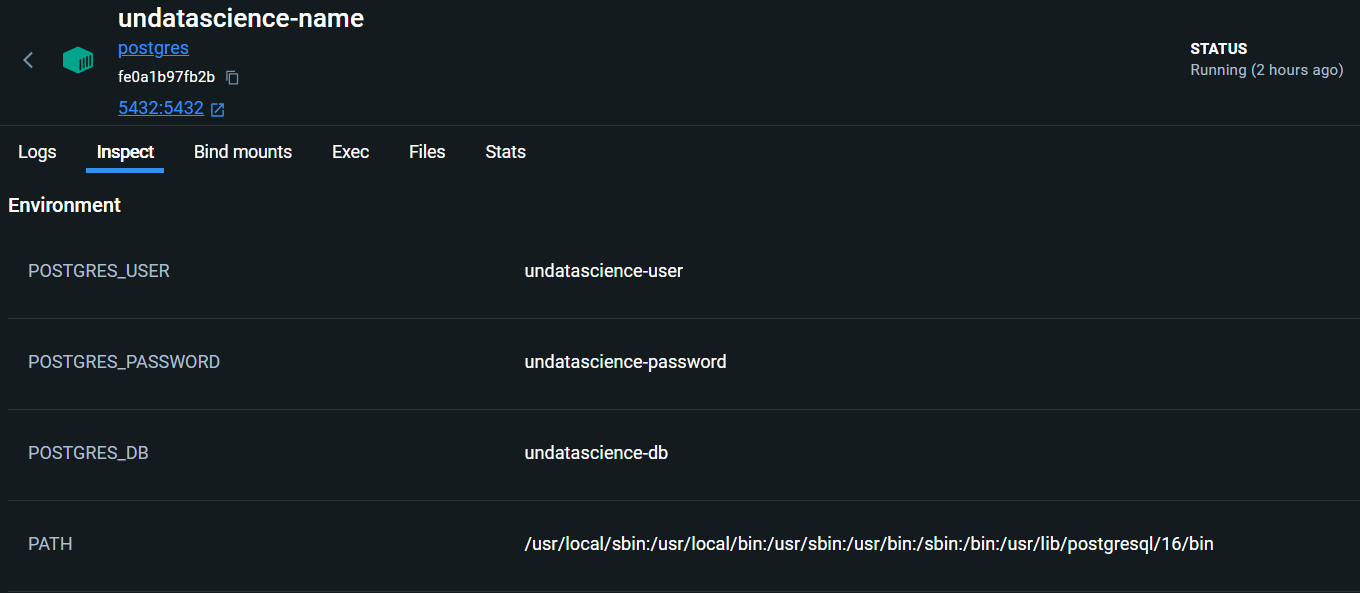 undatascience-name
postgres
fe0a1b97fb2b
5432:5432
STATUS
Running (2 hours ago)
Logs Inspect Bind mounts Exec Files Stats
Environment
POSTGRES_USER undatascience-user
POSTGRES_PASSWORD undatascience-password
POSTGRES_DB undatascience-db
PATH /usr/local/sbin:/usr/local/bin:/usr/sbin:/usr/bin:/sbin:/bin:/usr/lib/postgresql/16/bin